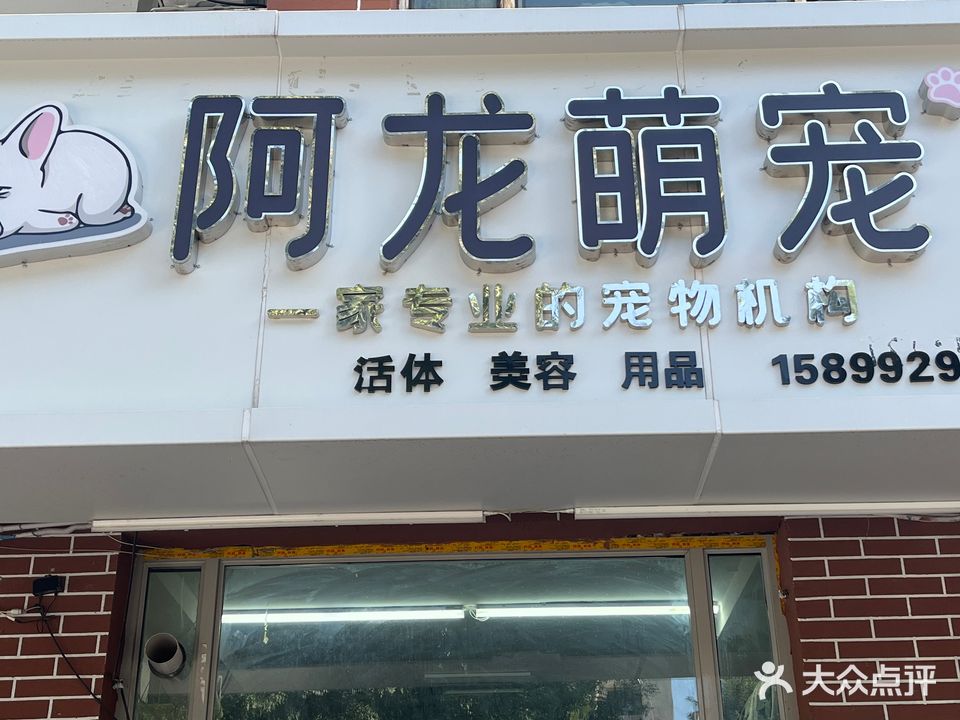 阿龙萌宠
一家专业的宠物机构
活体 美容 用品 15899929
大众点评